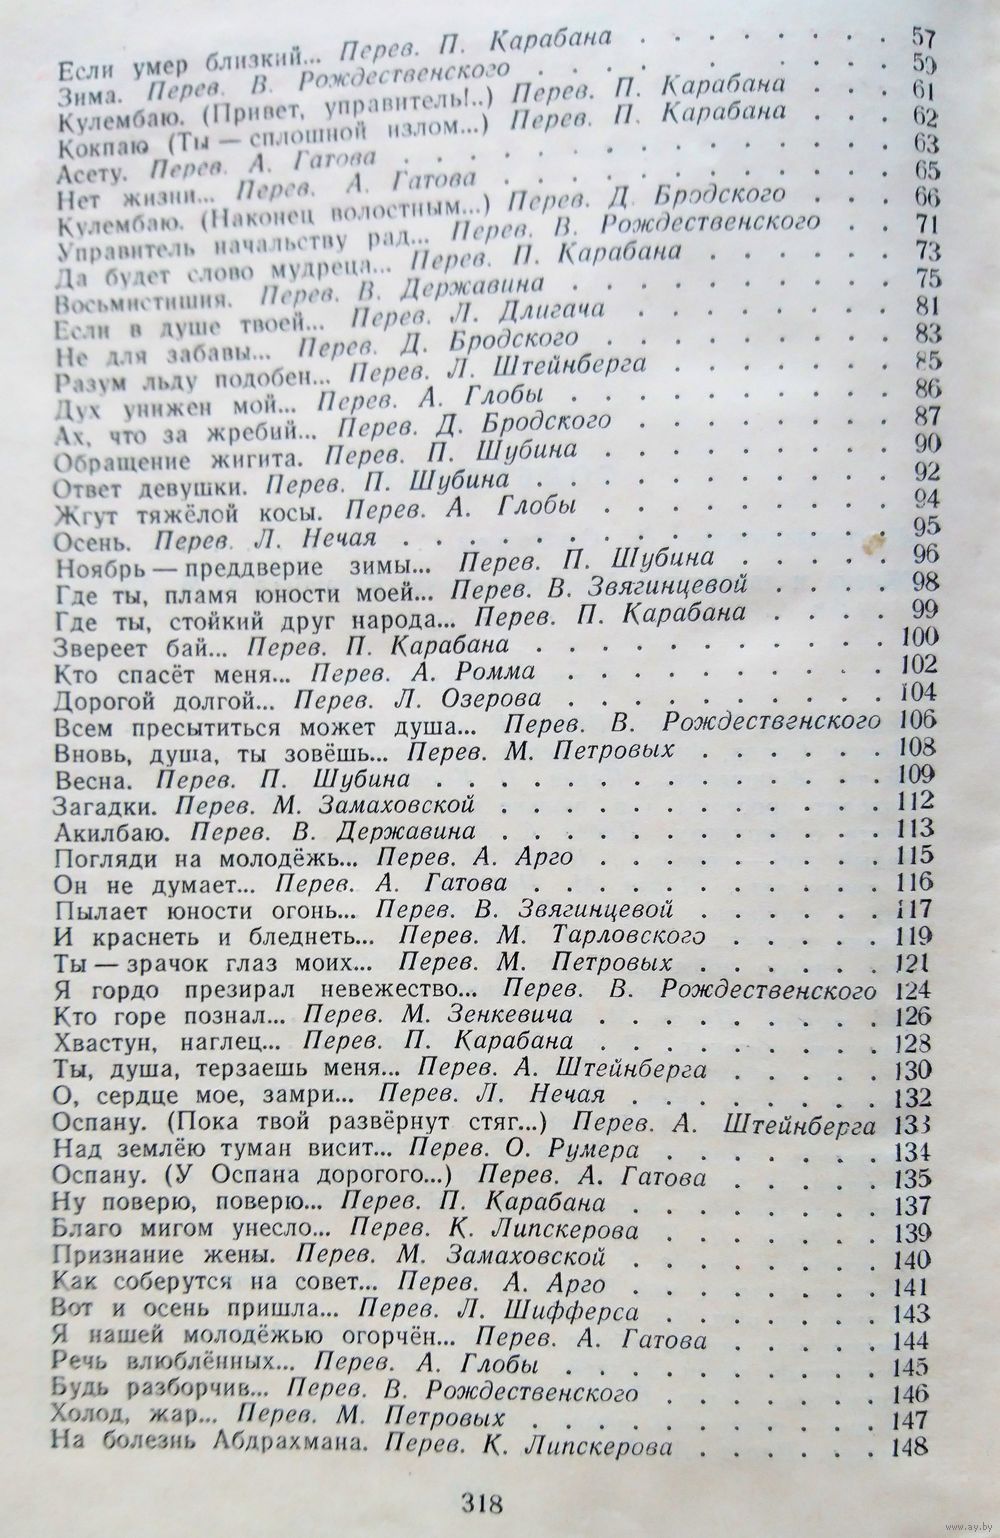 Если умер близкий... Перев. П. Карабана . . . . . . . . 57
Зима. Перев. В. Рождественского . . . . . . . . . . . 59
Кулембаю. (Привет, управитель!..) Перев. П. Карабана . . . 61
Кокпаю (Ты — сплошной излом...) Перев. П. Карабана . . . 62
Асету. Перев. А. Гатова . . . . . . . . . . . . . . . 63
Нет жизни... Перев. А. Гатова . . . . . . . . . . . . 65
Кулембаю. (Наконец волостным...) Перев. Д. Бродского . . . 66
Управитель начальству рад... Перев. В. Рождественского . . 71
Да будет слово мудреца... Перев. П. Карабана . . . . . . 73
Восьмистишия. Перев. В. Державина . . . . . . . . . . 75
Если в душе твоей... Перев. Л. Длигача . . . . . . . . 81
Не для забавы... Перев. Д. Бродского . . . . . . . . . 83
Разум льду подобен... Перев. Л. Штейнберга . . . . . . . 85
Дух унижен мой... Перев. А. Глобы . . . . . . . . . . 86
Ах, что за жребий... Перев. Д. Бродского . . . . . . . . 87
Обращение жигита. Перев. П. Шубина . . . . . . . . . 90
Ответ девушки. Перев. П. Шубина . . . . . . . . . . . 92
Жгут тяжёлой косы. Перев. А. Глобы . . . . . . . . . 94
Осень. Перев. Л. Нечая . . . . . . . . . . . . . . . 95
Ноябрь — преддверие зимы... Перев. П. Шубина . . . . . 96
Где ты, пламя юности моей... Перев. В. Звягинцевой . . . . 98
Где ты, стойкий друг народа... Перев. П. Карабана . . . . 99
Звереет бай... Перев. П. Карабана . . . . . . . . . . . 100
Кто спасёт меня... Перев. А. Ромма . . . . . . . . . . 102
Дорогой долгой... Перев. Л. Озерова . . . . . . . . . . 104
Всем пресытиться может душа... Перев. В. Рождественского 106
Вновь, душа, ты зовёшь... Перев. М. Петровых . . . . . . 108
Весна. Перев. П. Шубина . . . . . . . . . . . . . . 109
Загадки. Перев. М. Замаховской . . . . . . . . . . . . 112
Акилбаю. Перев. В. Державина . . . . . . . . . . . . 113
Погляди на молодёжь... Перев. А. Арго . . . . . . . . . 115
Он не думает... Перев. А. Гатова . . . . . . . . . . . 116
Пылает юности огонь... Перев. В. Звягинцевой . . . . . . 117
И краснеть и бледнеть... Перев. М. Тарловского . . . . . 119
Ты — зрачок глаз моих... Перев. М. Петровых . . . . . . 121
Я гордо презирал невежество... Перев. В. Рождественского 124
Кто горе познал... Перев. М. Зенкевича . . . . . . . . . 126
Хвастун, наглец... Перев. П. Карабана . . . . . . . . . 128
Ты, душа, терзаешь меня... Перев. А. Штейнберга . . . . . 130
О, сердце мое, замри... Перев. Л. Нечая . . . . . . . . 132
Оспану. (Пока твой развёрнут стяг...) Перев. А. Штейнберга 133
Над землёю туман висит... Перев. О. Румера . . . . . . . 134
Оспану. (У Оспана дорогого...) Перев. А. Гатова . . . . . 135
Ну поверю, поверю... Перев. П. Карабана . . . . . . . . 137
Благо мигом унесло... Перев. К. Липскерова . . . . . . . 139
Признание жены. Перев. М. Замаховской . . . . . . . . 140
Как соберутся на совет... Перев. А. Арго . . . . . . . . 141
Вот и осень пришла... Перев. Л. Шифферса . . . . . . . 143
Я нашей молодёжью огорчён... Перев. А. Гатова . . . . . 144
Речь влюблённых... Перев. А. Глобы . . . . . . . . . . 145
Будь разборчив... Перев. В. Рождественского . . . . . . . 146
Холод, жар... Перев. М. Петровых . . . . . . . . . . . 147
На болезнь Абдрахмана. Перев. К. Липскерова . . . . . . 148
318
www.ay.by